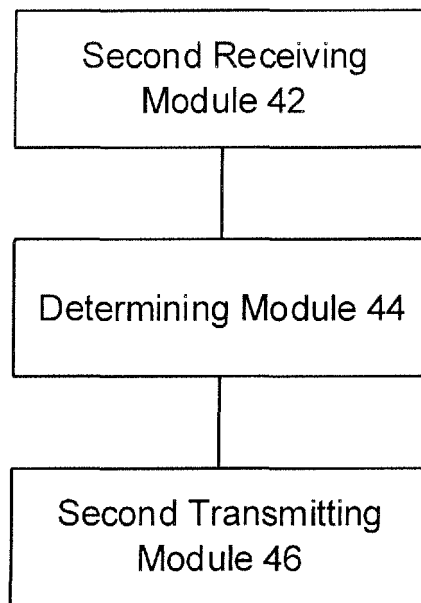 Second Receiving
Module 42
Determining Module 44
Second Transmitting
Module 46